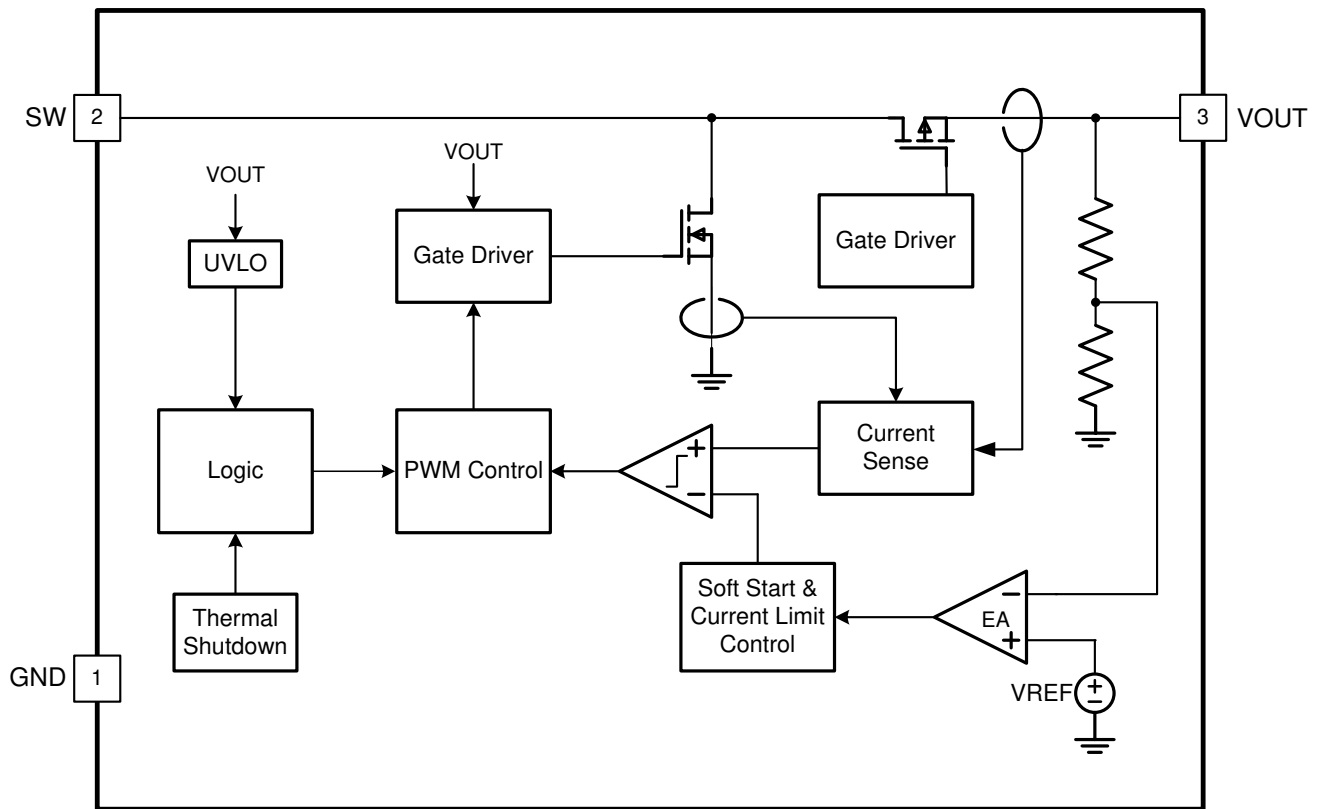 SW
2
3
VOUT
VOUT
VOUT
UVLO
Gate Driver
Gate Driver
Logic
PWM Control
+
−
Current
Sense
Thermal
Shutdown
Soft Start &
Current Limit
Control
−
EA
+
GND
1
VREF
+
−